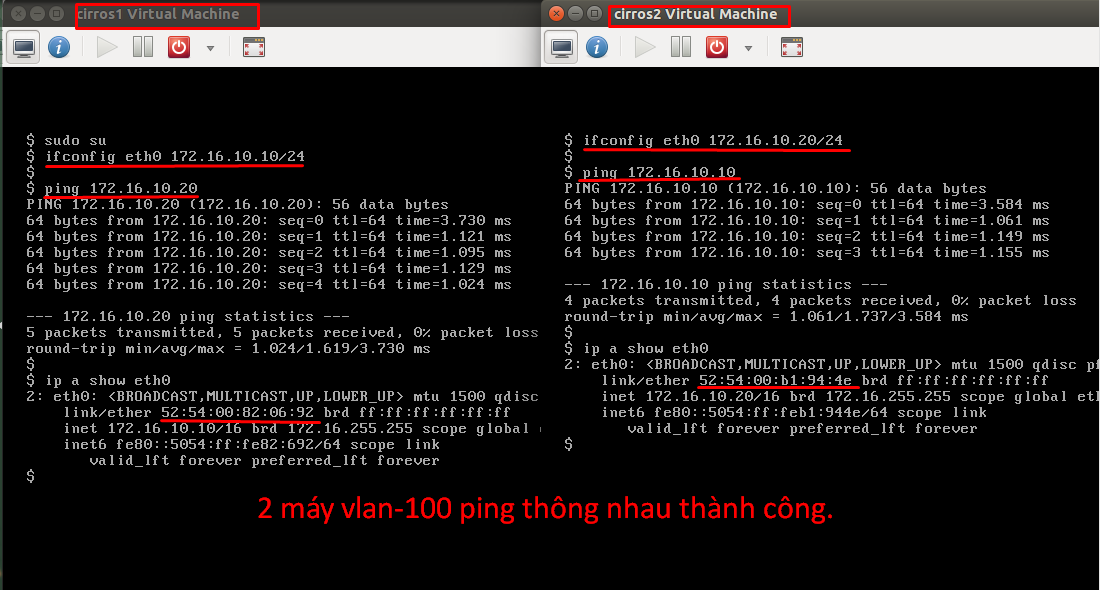 cirros1 Virtual Machine
$ sudo su
$ ifconfig eth0 172.16.10.10/24
$
$ ping 172.16.10.20
PING 172.16.10.20 (172.16.10.20): 56 data bytes
64 bytes from 172.16.10.20: seq=0 ttl=64 time=3.730 ms
64 bytes from 172.16.10.20: seq=1 ttl=64 time=1.121 ms
64 bytes from 172.16.10.20: seq=2 ttl=64 time=1.095 ms
64 bytes from 172.16.10.20: seq=3 ttl=64 time=1.129 ms
64 bytes from 172.16.10.20: seq=4 ttl=64 time=1.024 ms
--- 172.16.10.20 ping statistics ---
5 packets transmitted, 5 packets received, 0% packet loss
round-trip min/avg/max = 1.024/1.619/3.730 ms
$
$ ip a show eth0
2: eth0: <BROADCAST,MULTICAST,UP,LOWER_UP> mtu 1500 qdisc
link/ether 52:54:00:82:06:92 brd ff:ff:ff:ff:ff:ff
inet 172.16.10.10/16 brd 172.16.255.255 scope global
inet6 fe80::5054:ff:fe82:692/64 scope link
valid_lft forever preferred_lft forever
$
cirros2 Virtual Machine
$ ifconfig eth0 172.16.10.20/24
$
$ ping 172.16.10.10
PING 172.16.10.10 (172.16.10.10): 56 data bytes
64 bytes from 172.16.10.10: seq=0 ttl=64 time=3.584 ms
64 bytes from 172.16.10.10: seq=1 ttl=64 time=1.061 ms
64 bytes from 172.16.10.10: seq=2 ttl=64 time=1.149 ms
64 bytes from 172.16.10.10: seq=3 ttl=64 time=1.155 ms
--- 172.16.10.10 ping statistics ---
4 packets transmitted, 4 packets received, 0% packet loss
round-trip min/avg/max = 1.061/1.737/3.584 ms
$
$ ip a show eth0
2: eth0: <BROADCAST,MULTICAST,UP,LOWER_UP> mtu 1500 qdisc
link/ether 52:54:00:b1:94:4e brd ff:ff:ff:ff:ff:ff
inet 172.16.10.20/16 brd 172.16.255.255 scope global
inet6 fe80::5054:ff:feb1:944e/64 scope link
valid_lft forever preferred_lft forever
$
2 máy vlan-100 ping thông nhau thành công.